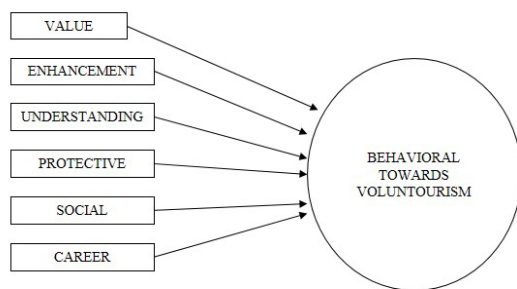 VALUE
ENHANCEMENT
UNDERSTANDING
PROTECTIVE
SOCIAL
CAREER
BEHAVIORAL
TOWARDS
VOLUNTOURISM